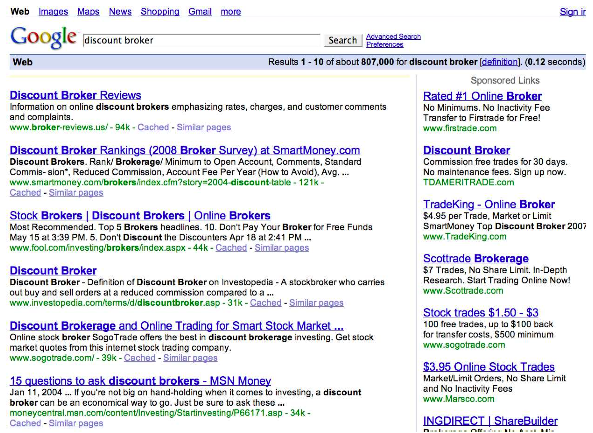 Web Images Maps News Shopping Gmail more
Sign in
Google
discount broker
Search
Advanced Search
Preferences
Web
Results 1 - 10 of about 807,000 for discount broker [definition]. (0.12 seconds)
Discount Broker Reviews
Information on online discount brokers emphasizing rates, charges, and customer comments
and complaints.
www.broker-reviews.us/ - 94k - Cached - Similar pages
Discount Broker Rankings (2008 Broker Survey) at SmartMoney.com
Discount Brokers. Rank/ Brokerage/ Minimum to Open Account, Comments, Standard
Commis- sion*, Reduced Commission, Account Fee Per Year (How to Avoid), Avg. ...
www.smartmoney.com/brokers/index.cfm?story=2004-discount-table - 121k -
Cached - Similar pages
Stock Brokers | Discount Brokers | Online Brokers
Most Recommended. Top 5 Brokers headlines. 10. Don't Pay Your Broker for Free Funds
May 15 at 3:39 PM. 5. Don't Discount the Discounters Apr 18 at 2:41 PM ...
www.fool.com/investing/brokers/index.aspx - 44k - Cached - Similar pages
Discount Broker
Discount Broker - Definition of Discount Broker on Investopedia - A stockbroker who carries
out buy and sell orders at a reduced commission compared to a ...
www.investopedia.com/terms/d/discountbroker.asp - 31k - Cached - Similar pages
Discount Brokerage and Online Trading for Smart Stock Market ...
Online stock broker SogoTrade offers the best in discount brokerage investing. Get stock
market quotes from this internet stock trading company.
www.sogotrade.com/ - 39k - Cached - Similar pages
15 questions to ask discount brokers - MSN Money
Jan 11, 2004 ... If you're not big on hand-holding when it comes to investing, a discount
broker can be an economical way to go. Just be sure to ask these ...
moneycentral.msn.com/content/Investing/Startinvesting/P66171.asp - 34k -
Cached - Similar pages
Sponsored Links
Rated #1 Online Broker
No Minimums. No Inactivity Fee
Transfer to Firstrade for Free!
www.firstrade.com
Discount Broker
Commission free trades for 30 days.
No maintenance fees. Sign up now.
TDAMERITRADE.com
TradeKing - Online Broker
$4.95 per Trade, Market or Limit
SmartMoney Top Discount Broker 2007
www.TradeKing.com
Scottrade Brokerage
$7 Trades, No Share Limit. In-Depth
Research. Start Trading Online Now!
www.Scottrade.com
Stock trades $1.50 - $3
100 free trades, up to $100 back
for transfer costs, $500 minimum
www.sogotrade.com
$3.95 Online Stock Trades
Market/Limit Orders, No Share Limit
and No Inactivity Fees
www.Marsco.com
INGDIRECT | ShareBuilder